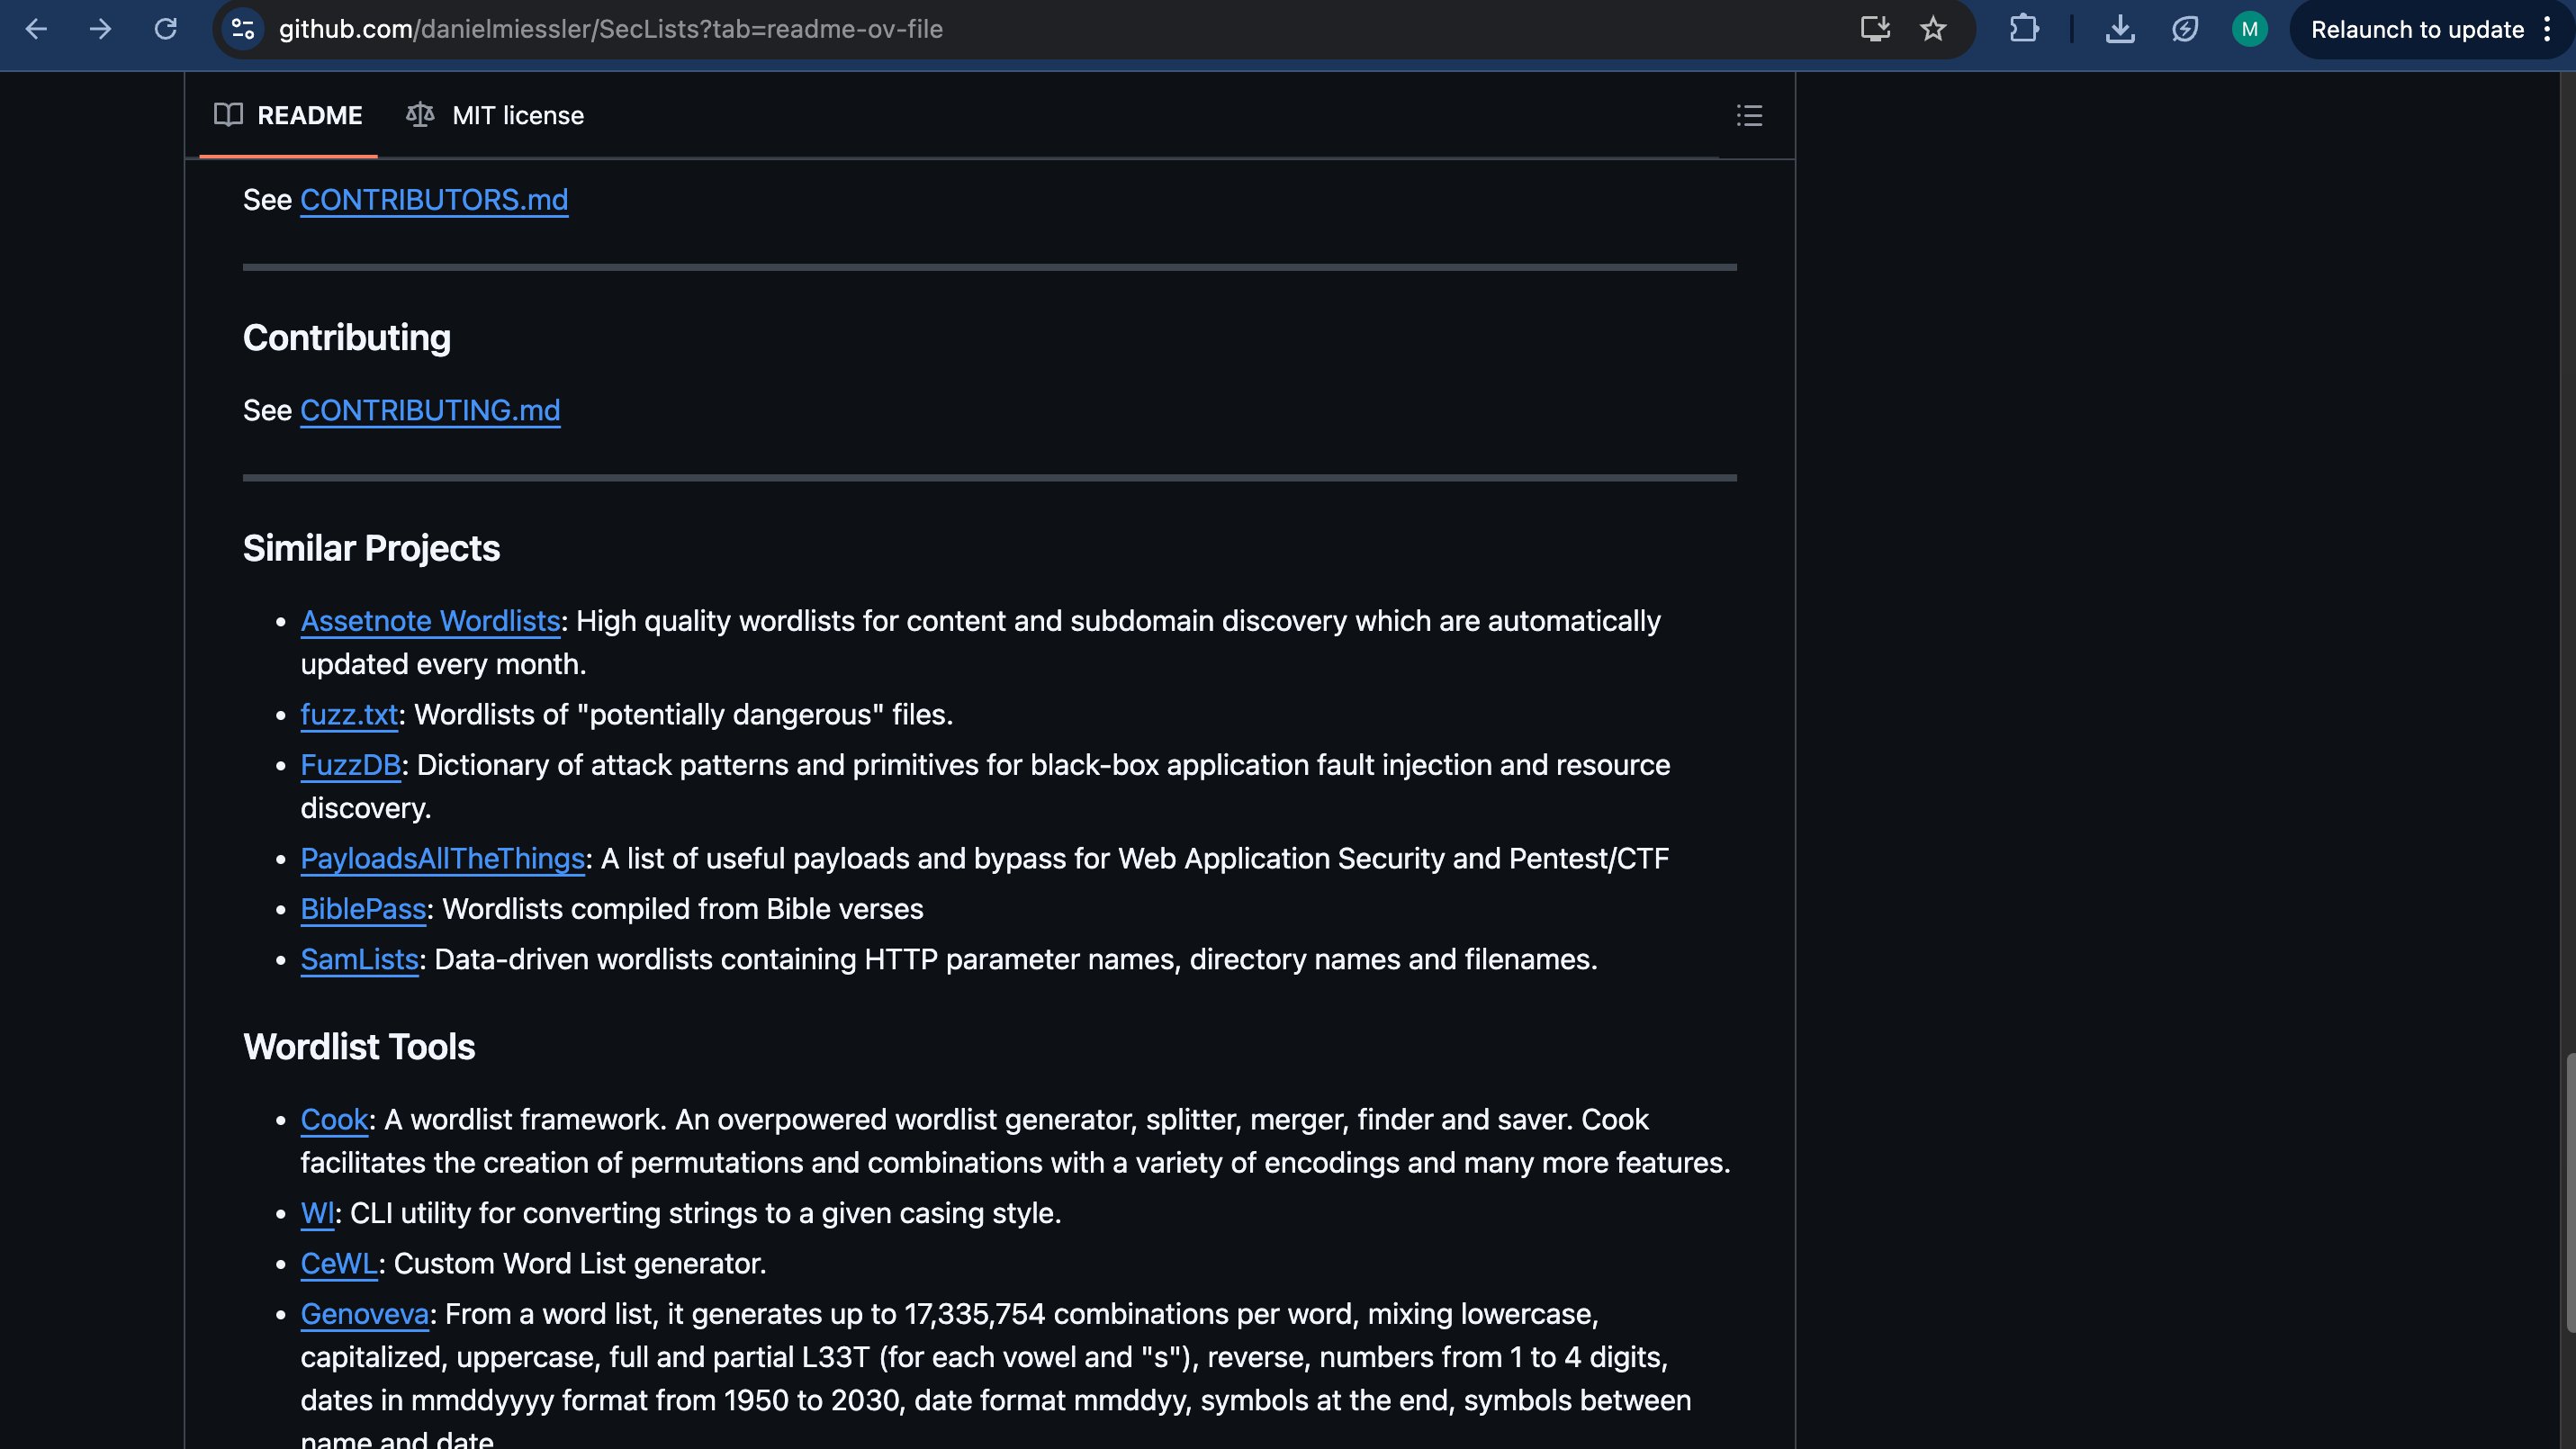 github.com/danielmiessler/SecLists?tab=readme-ov-file
M
Relaunch to update
README
MIT license
See CONTRIBUTORS.md
Contributing
See CONTRIBUTING.md
Similar Projects
• Assetnote Wordlists: High quality wordlists for content and subdomain discovery which are automatically
updated every month.
• fuzz.txt: Wordlists of "potentially dangerous" files.
• FuzzDB: Dictionary of attack patterns and primitives for black-box application fault injection and resource
discovery.
• PayloadsAllTheThings: A list of useful payloads and bypass for Web Application Security and Pentest/CTF
• BiblePass: Wordlists compiled from Bible verses
• SamLists: Data-driven wordlists containing HTTP parameter names, directory names and filenames.
Wordlist Tools
• Cook: A wordlist framework. An overpowered wordlist generator, splitter, merger, finder and saver. Cook
facilitates the creation of permutations and combinations with a variety of encodings and many more features.
• Wl: CLI utility for converting strings to a given casing style.
• CeWL: Custom Word List generator.
• Genoveva: From a word list, it generates up to 17,335,754 combinations per word, mixing lowercase,
capitalized, uppercase, full and partial L33T (for each vowel and "s"), reverse, numbers from 1 to 4 digits,
dates in mmddyyyy format from 1950 to 2030, date format mmddyy, symbols at the end, symbols between
name and date